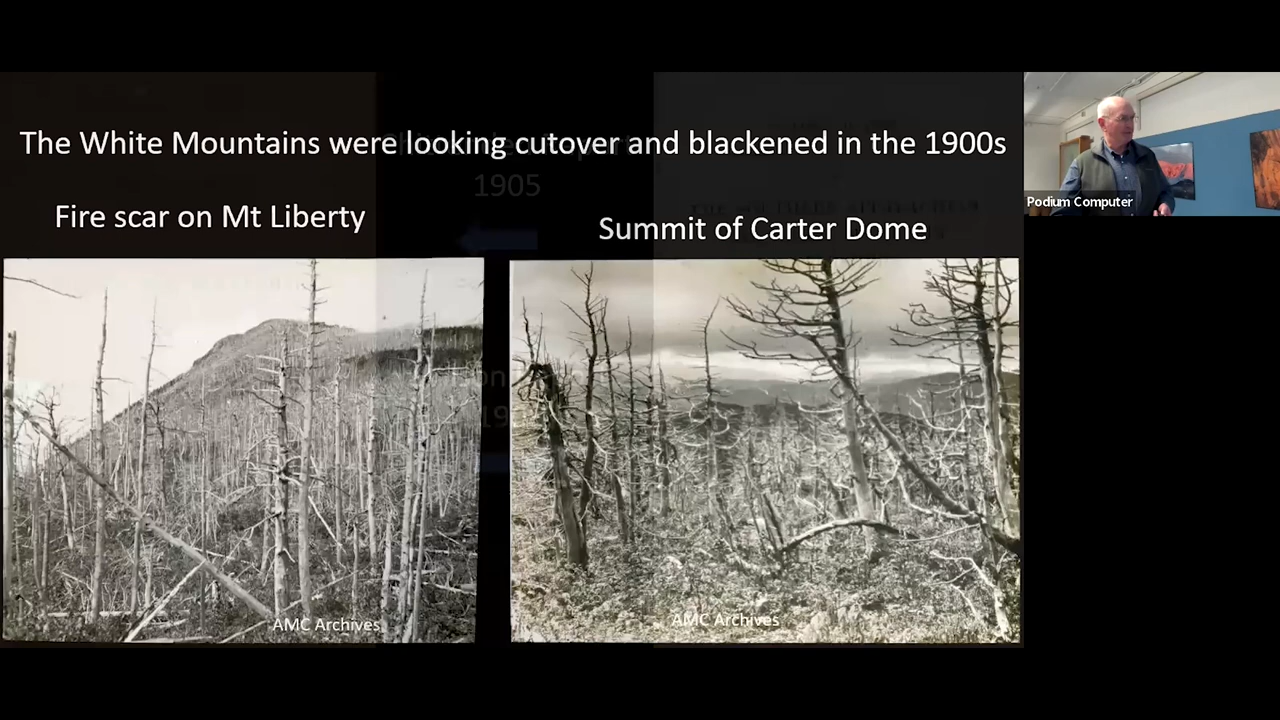 The White Mountains were looking cutover and blackened in the 1900s
1905
Fire scar on Mt Liberty
Summit of Carter Dome
AMC Archives
AMC Archives
Podium Computer